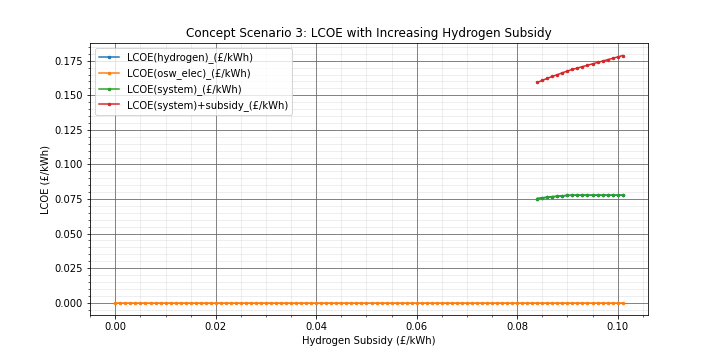 Concept Scenario 3: LCOE with Increasing Hydrogen Subsidy
LCOE(hydrogen)_(£/kWh)
LCOE(osw_elec)_(£/kWh)
LCOE(system)_(£/kWh)
LCOE(system)+subsidy_(£/kWh)
LCOE (£/kWh)
0.175
0.150
0.125
0.100
0.075
0.050
0.025
0.000
0.00 0.02 0.04 0.06 0.08 0.10
Hydrogen Subsidy (£/kWh)